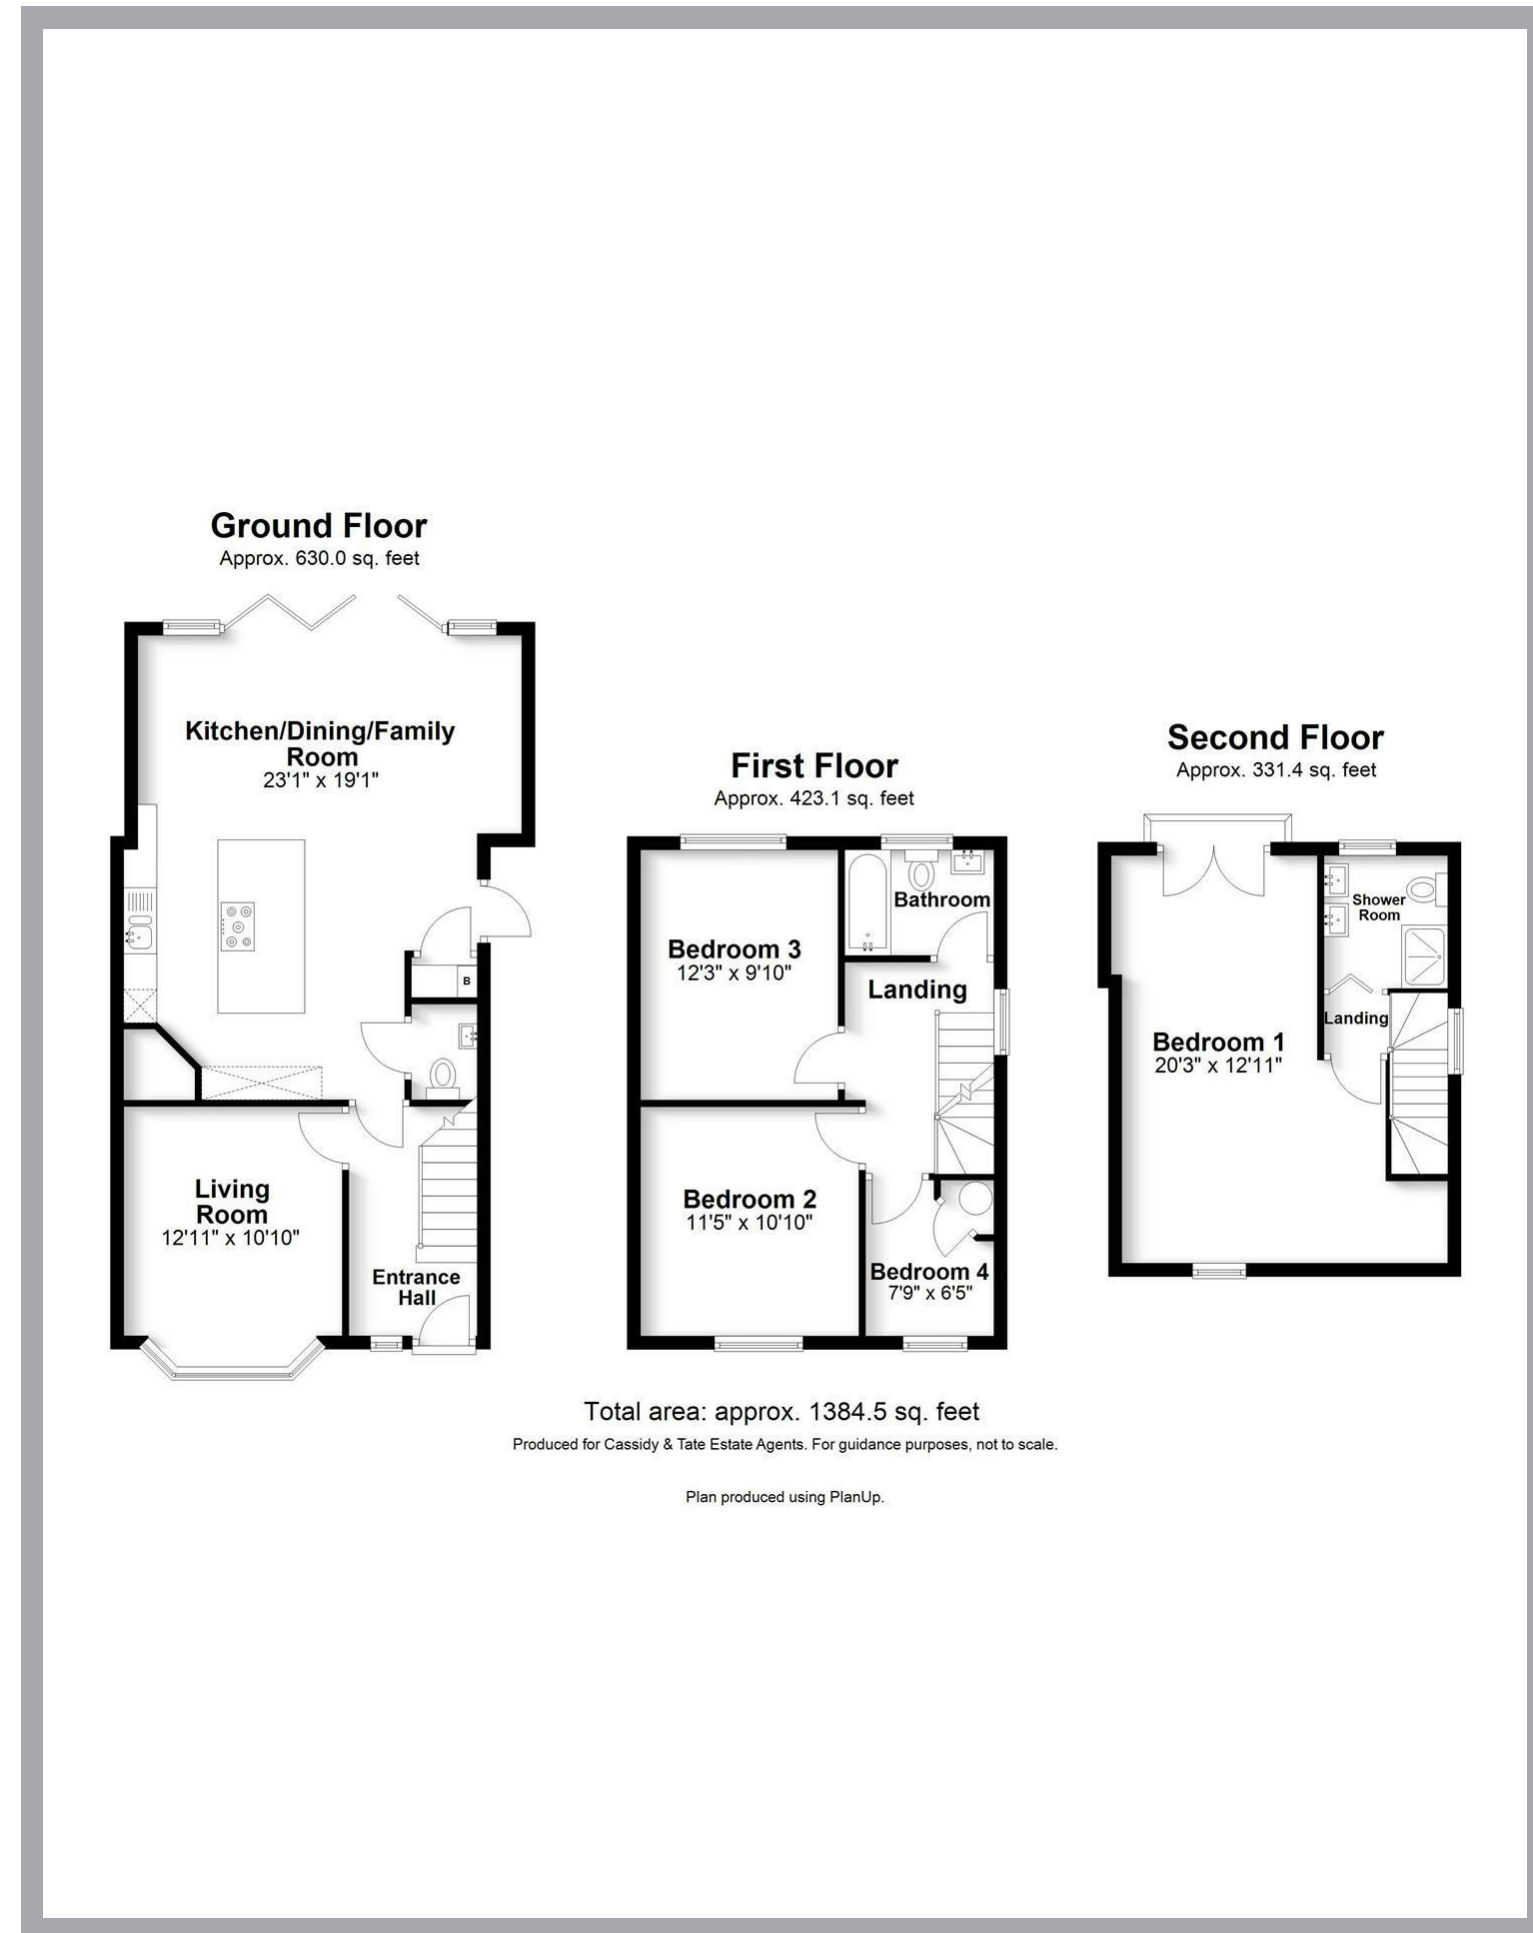 Ground Floor
Approx. 630.0 sq. feet
Kitchen/Dining/Family
Room
23'1" x 19'1"
B
Living
Room
12'11" x 10'10"
Entrance
Hall
First Floor
Approx. 423.1 sq. feet
Bathroom
Bedroom 3
12'3" x 9'10"
Landing
Bedroom 2
11'5" x 10'10"
Bedroom 4
7'9" x 6'5"
Second Floor
Approx. 331.4 sq. feet
Shower
Room
Landing
Bedroom 1
20'3" x 12'11"
Total area: approx. 1384.5 sq. feet
Produced for Cassidy & Tate Estate Agents. For guidance purposes, not to scale.
Plan produced using PlanUp.